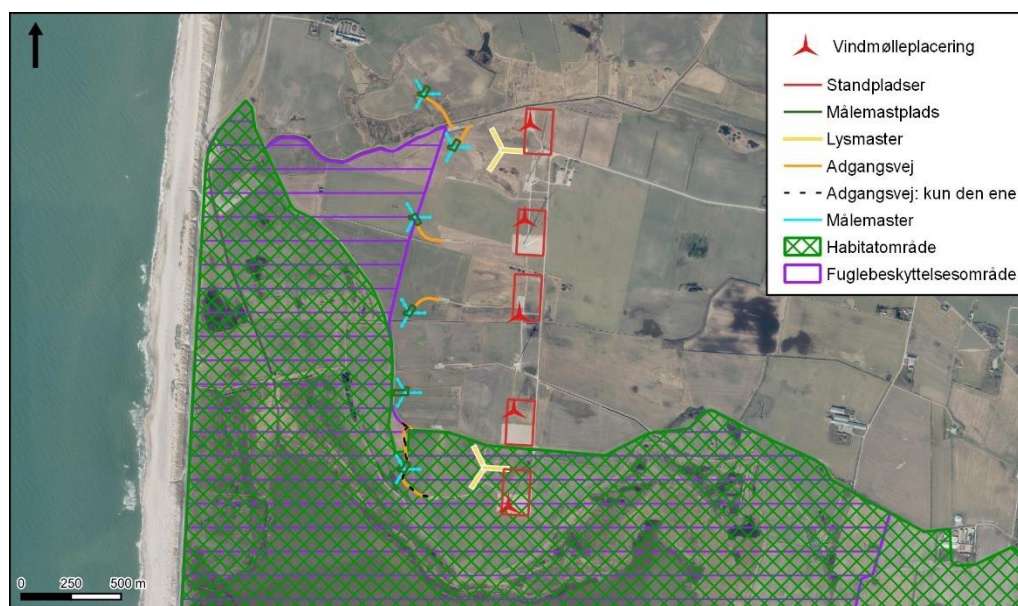 Vindmølleplacering
Standpladser
Målemastplads
Lysmaster
Adgangsvej
Adgangsvej: kun den ene
Målemaster
Habitatområde
Fuglebeskyttelsesområde
0 250 500 m